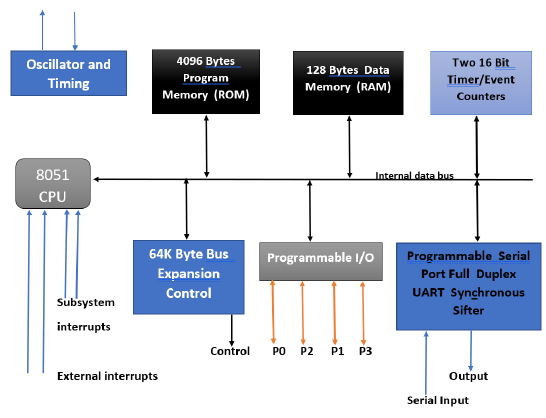 Oscillator and
Timing
4096 Bytes
Program
Memory (ROM)
128 Bytes Data
Memory (RAM)
Two 16 Bit
Timer/Event
Counters
Internal data bus
8051
CPU
64K Byte Bus
Expansion
Control
Programmable I/O
Programmable Serial
Port Full Duplex
UART Synchronous
Sifter
Subsystem
interrupts
Control
P0
P2
P1
P3
External interrupts
Output
Serial Input